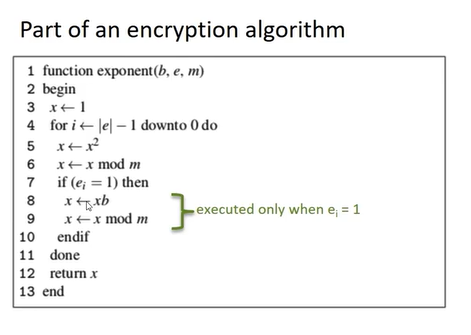 Part of an encryption algorithm
1 function exponent(b, e, m)
2 begin
3 x ← 1
4 for i ← |e| − 1 downto 0 do
5 x ← x²
6 x ← x mod m
7 if (eᵢ = 1) then
8 x ← xb
9 x ← x mod m
executed only when eᵢ = 1
10 endif
11 done
12 return x
13 end